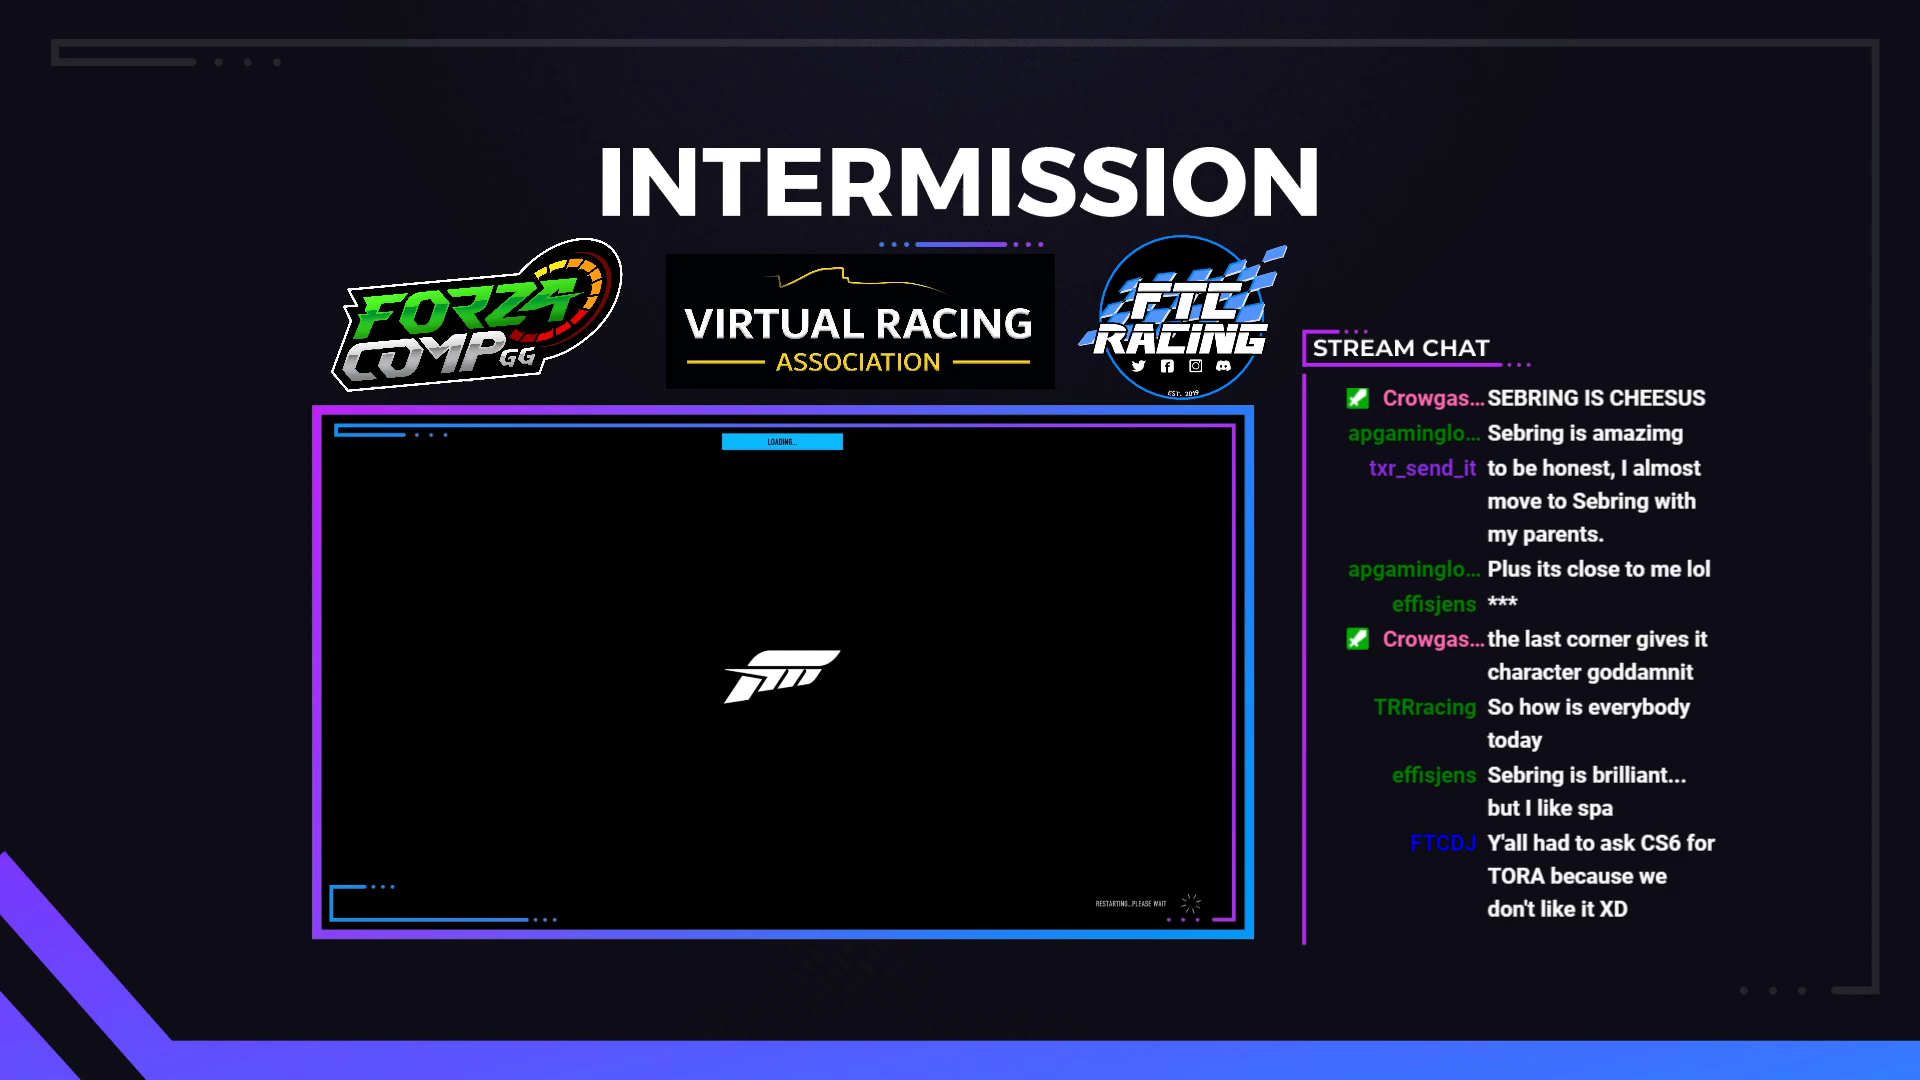 INTERMISSION
FORZA
COMP GG
VIRTUAL RACING
ASSOCIATION
FTC
RACING
EST. 2019
STREAM CHAT
LOADING...
RESTARTING...PLEASE WAIT
Crowgas... SEBRING IS CHEESUS
apgaminglo... Sebring is amazimg
txr_send_it to be honest, I almost
move to Sebring with
my parents.
apgaminglo... Plus its close to me lol
effisjens ***
Crowgas... the last corner gives it
character goddamnit
TRRracing So how is everybody
today
effisjens Sebring is brilliant...
but I like spa
FTCDJ Y'all had to ask CS6 for
TORA because we
don't like it XD